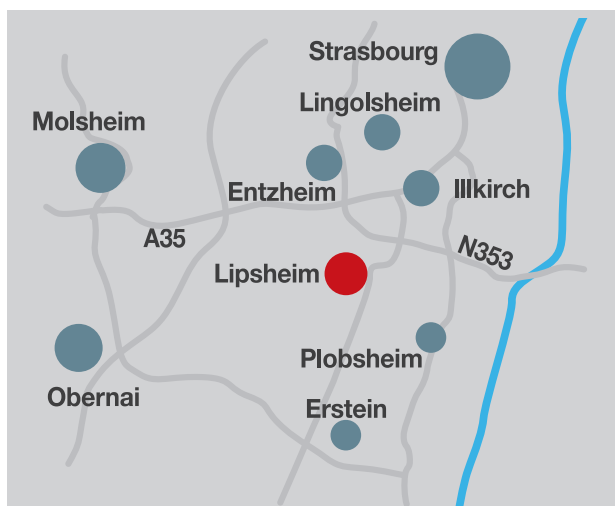 Strasbourg
Lingolsheim
Molsheim
Entzheim
Illkirch
A35
N353
Lipsheim
Plobsheim
Obernai
Erstein